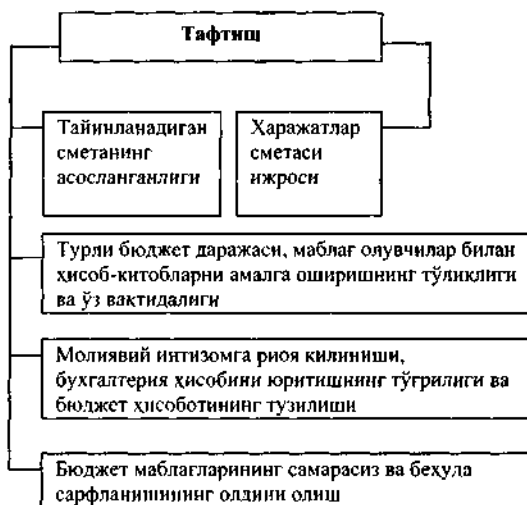 Тафтиш
Тайинланадиган
сметанинг
асосланганлиги
Ҳаражатлар
сметаси
ижроси
Турли бюджет даражаси, маблағ олувчилар билан
ҳисоб-китобларни амалга оширишнинг тўлиқлиги
ва ўз вақтидалиги
Молиявий интизомга риоя килиниши,
бухгалтерия ҳисобини юритишнинг тўғрилиги ва
бюджет ҳисоботининг тузилиши
Бюджет маблағларининг самарасиз ва беҳуда
сарфланишининг олдини олиш